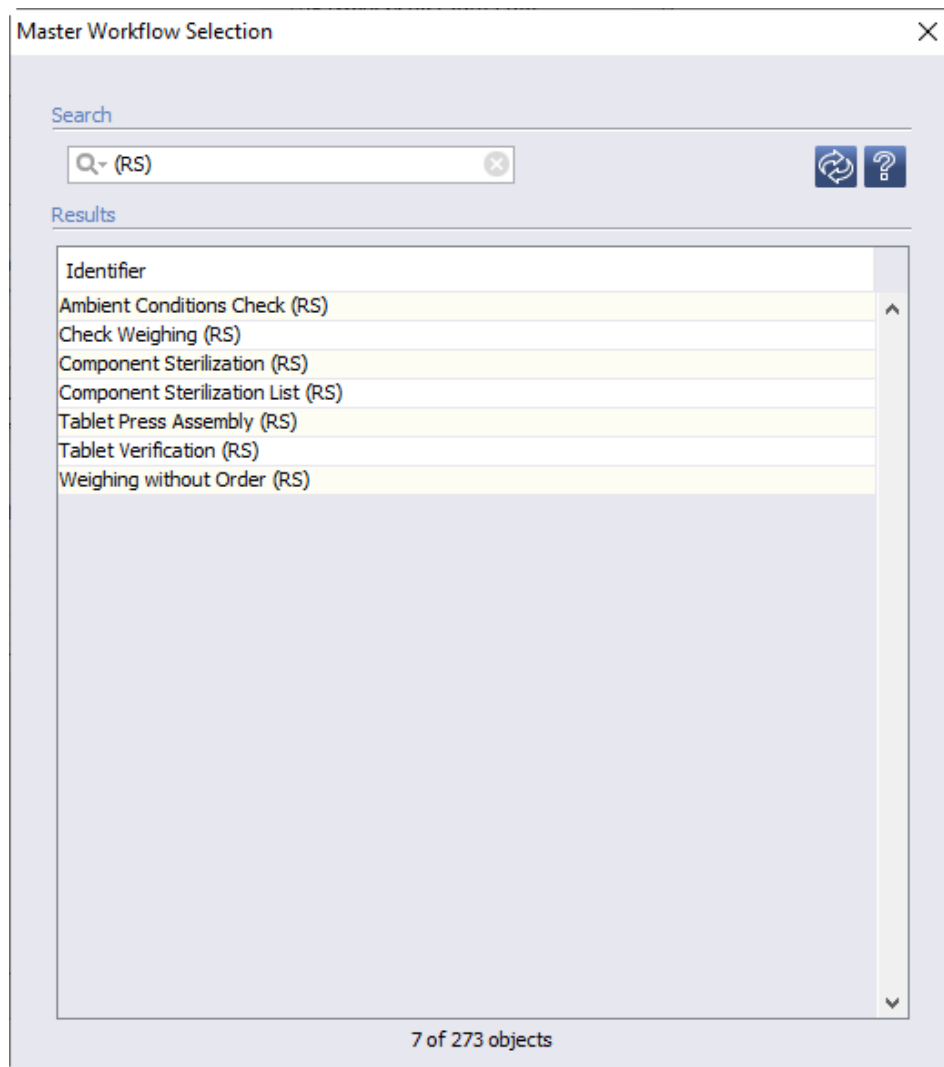 Master Workflow Selection
Search
(RS)
Results
Identifier
Ambient Conditions Check (RS)
Check Weighing (RS)
Component Sterilization (RS)
Component Sterilization List (RS)
Tablet Press Assembly (RS)
Tablet Verification (RS)
Weighing without Order (RS)
7 of 273 objects